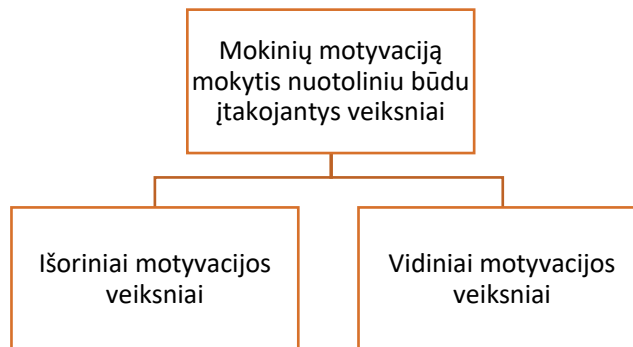 Mokinių motyvaciją
mokytis nuotoliniu būdu
įtakojantys veiksniai
Išoriniai motyvacijos
veiksniai
Vidiniai motyvacijos
veiksniai